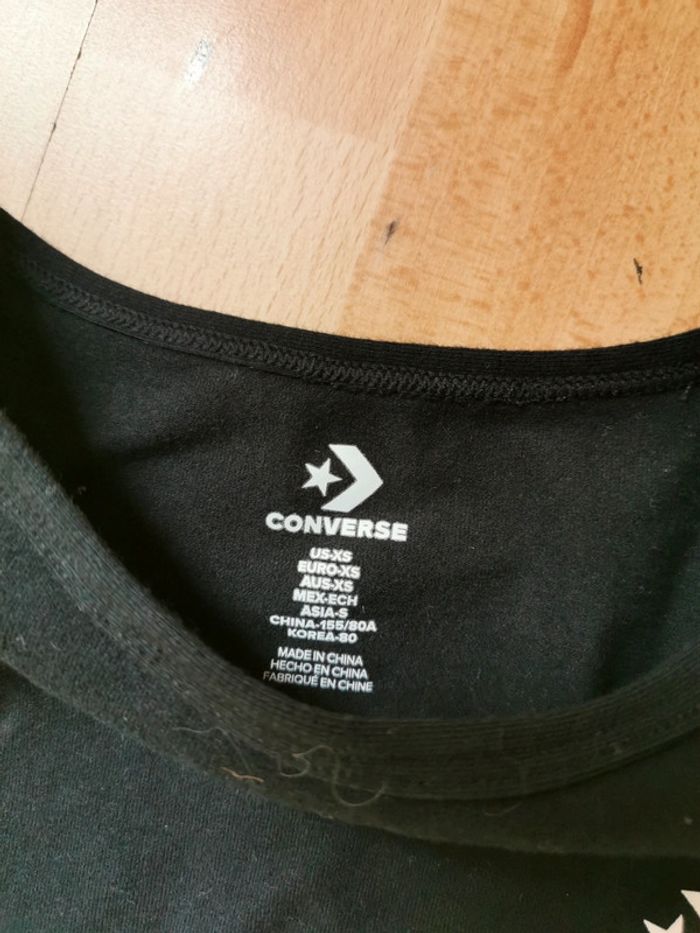 CONVERSE
US-XS
EURO-XS
AUS-XS
MEX-ECH
ASIA-S
CHINA-155/80A
KOREA-80
MADE IN CHINA
HECHO EN CHINA
FABRIQUÉ EN CHINE